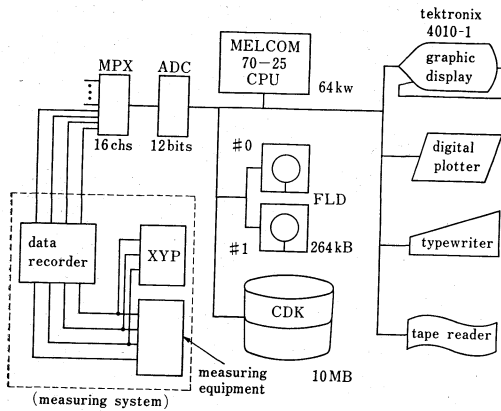 tektronix
4010-1
graphic
display
MELCOM
70-25
CPU
64kw
MPX
ADC
16chs
12bits
digital
plotter
#0
FLD
#1
264kB
typewriter
data
recorder
XYP
CDK
tape reader
measuring
equipment
10MB
(measuring system)